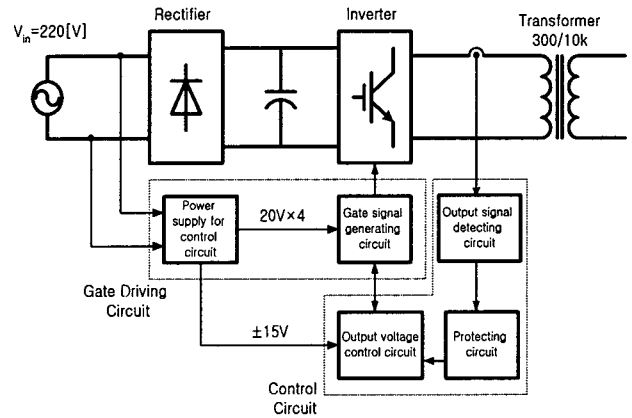 Rectifier
Inverter
Transformer
300/10k
Vin=220[V]
Power
supply for
control
circuit
20V×4
Gate signal
generating
circuit
Output signal
detecting
circuit
Gate Driving
Circuit
±15V
Output voltage
control circuit
Protecting
circuit
Control
Circuit